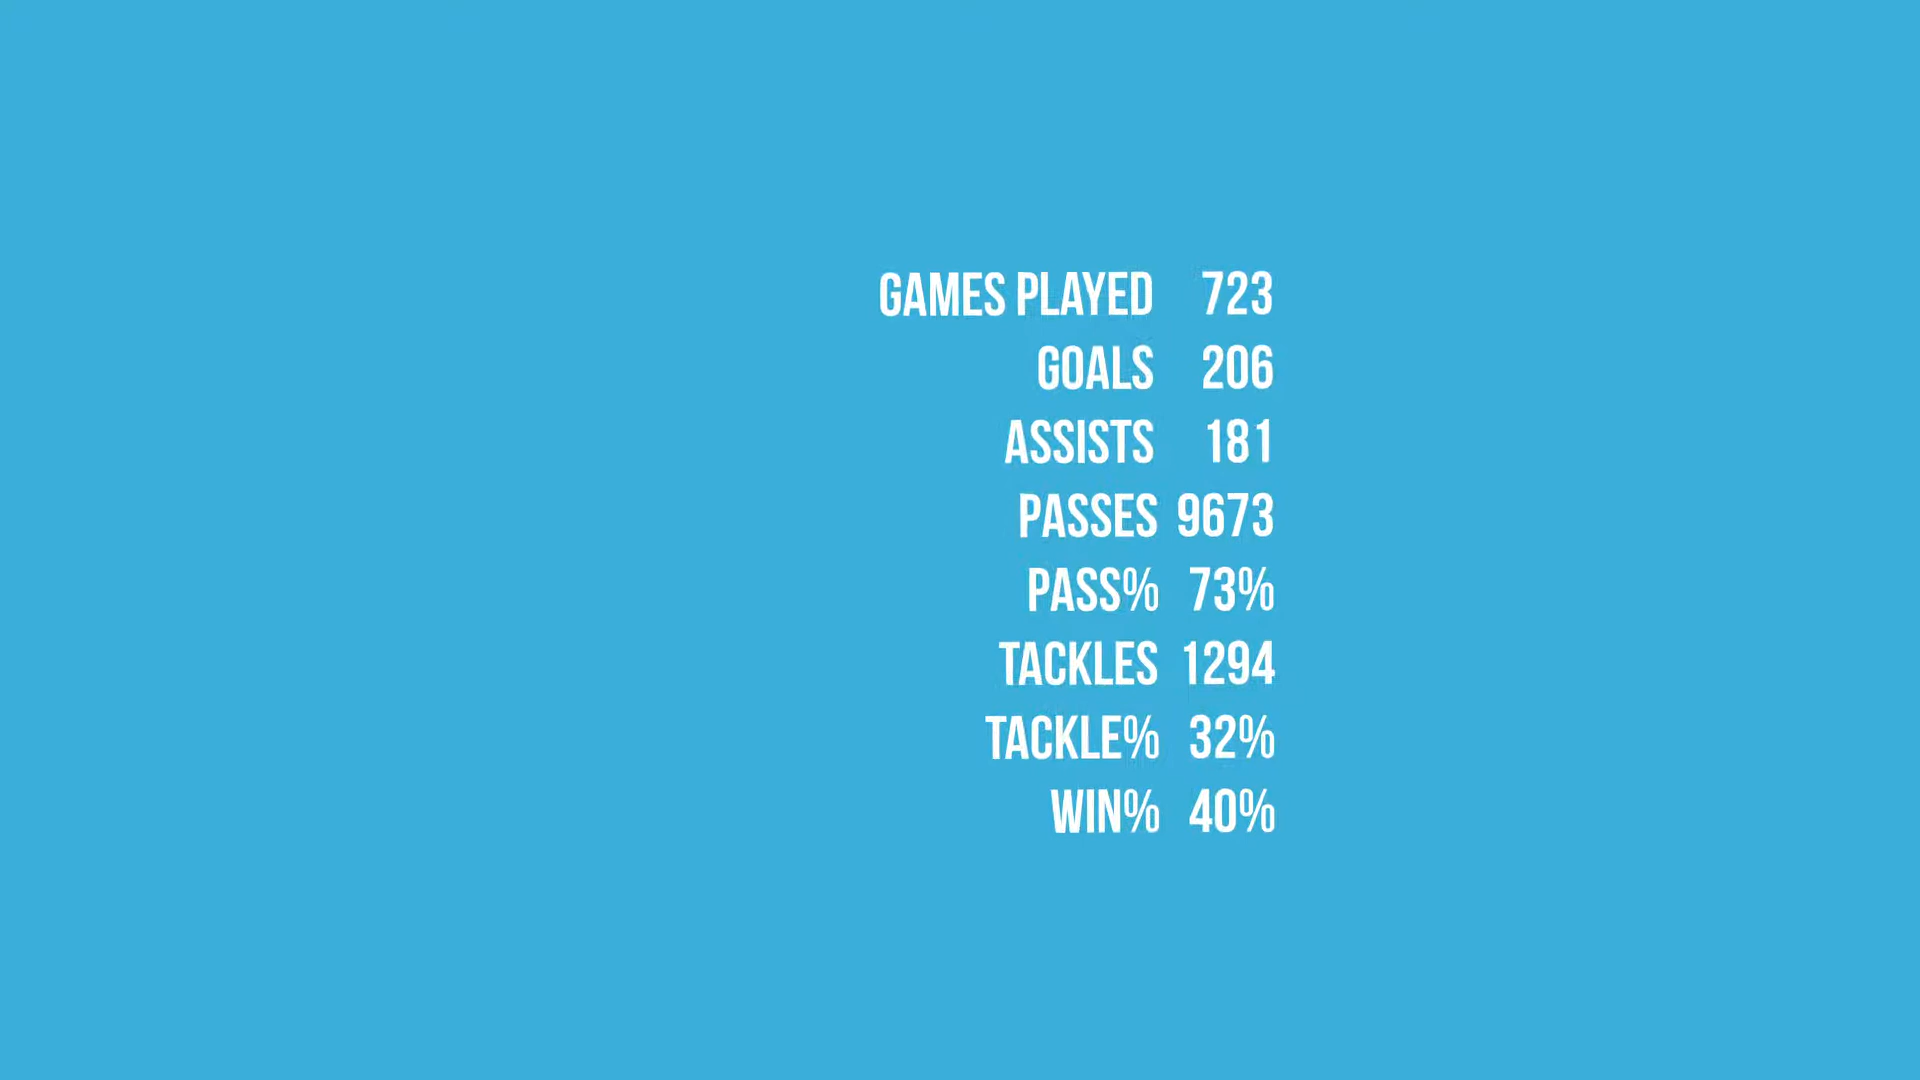 GAMES PLAYED 723
GOALS 206
ASSISTS 181
PASSES 9673
PASS% 73%
TACKLES 1294
TACKLE% 32%
WIN% 40%